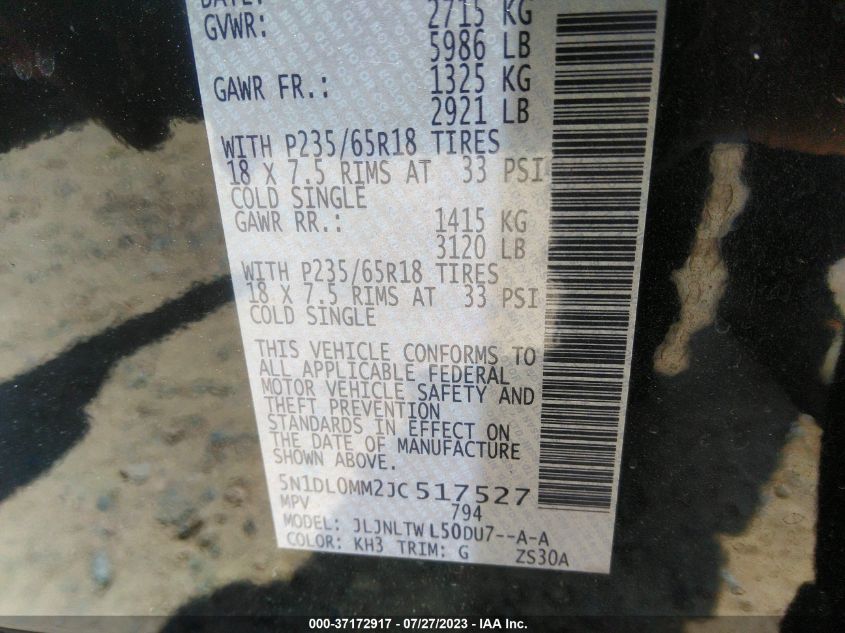 DATE:
2715 KG
GVWR:
5986 LB
GAWR FR.: 1325 KG
2921 LB
WITH P235/65R18 TIRES
18 X 7.5 RIMS AT 33 PSI
COLD SINGLE
GAWR RR.: 1415 KG
3120 LB
WITH P235/65R18 TIRES
18 X 7.5 RIMS AT 33 PSI
COLD SINGLE
THIS VEHICLE CONFORMS TO
ALL APPLICABLE FEDERAL
MOTOR VEHICLE SAFETY AND
THEFT PREVENTION
STANDARDS IN EFFECT ON
THE DATE OF MANUFACTURE
SHOWN ABOVE.
5N1DL0MM2JC517527
MPV 794
MODEL: JLJNLTWL50DU7--A-A
COLOR: KH3 TRIM: G ZS30A
000-37172917 / 07/27/2023 - IAA Inc.